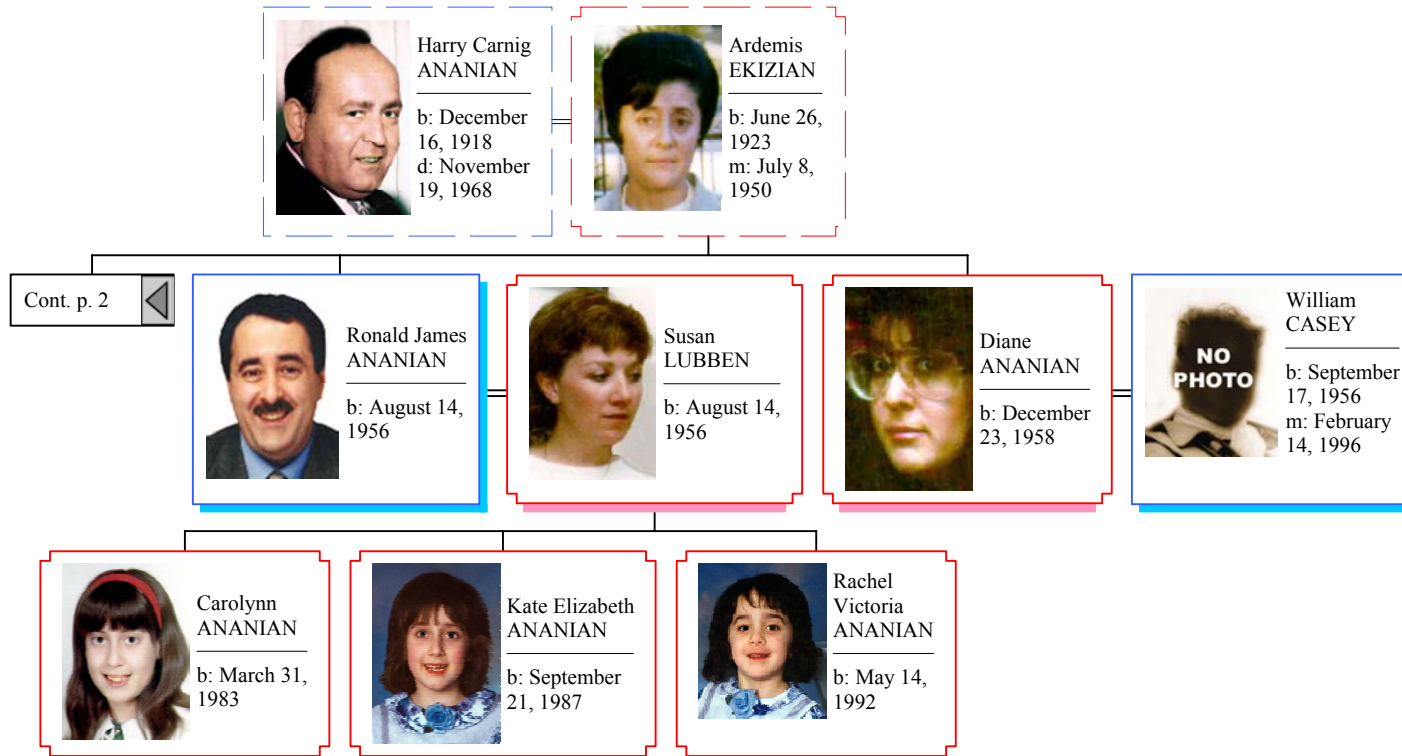 Harry Carnig
ANANIAN
b: December
16, 1918
d: November
19, 1968
Ardemis
EKIZIAN
b: June 26,
1923
m: July 8,
1950
Cont. p. 2
Ronald James
ANANIAN
b: August 14,
1956
Susan
LUBBEN
b: August 14,
1956
Diane
ANANIAN
b: December
23, 1958
NO
PHOTO
William
CASEY
b: September
17, 1956
m: February
14, 1996
Carolynn
ANANIAN
b: March 31,
1983
Kate Elizabeth
ANANIAN
b: September
21, 1987
Rachel
Victoria
ANANIAN
b: May 14,
1992